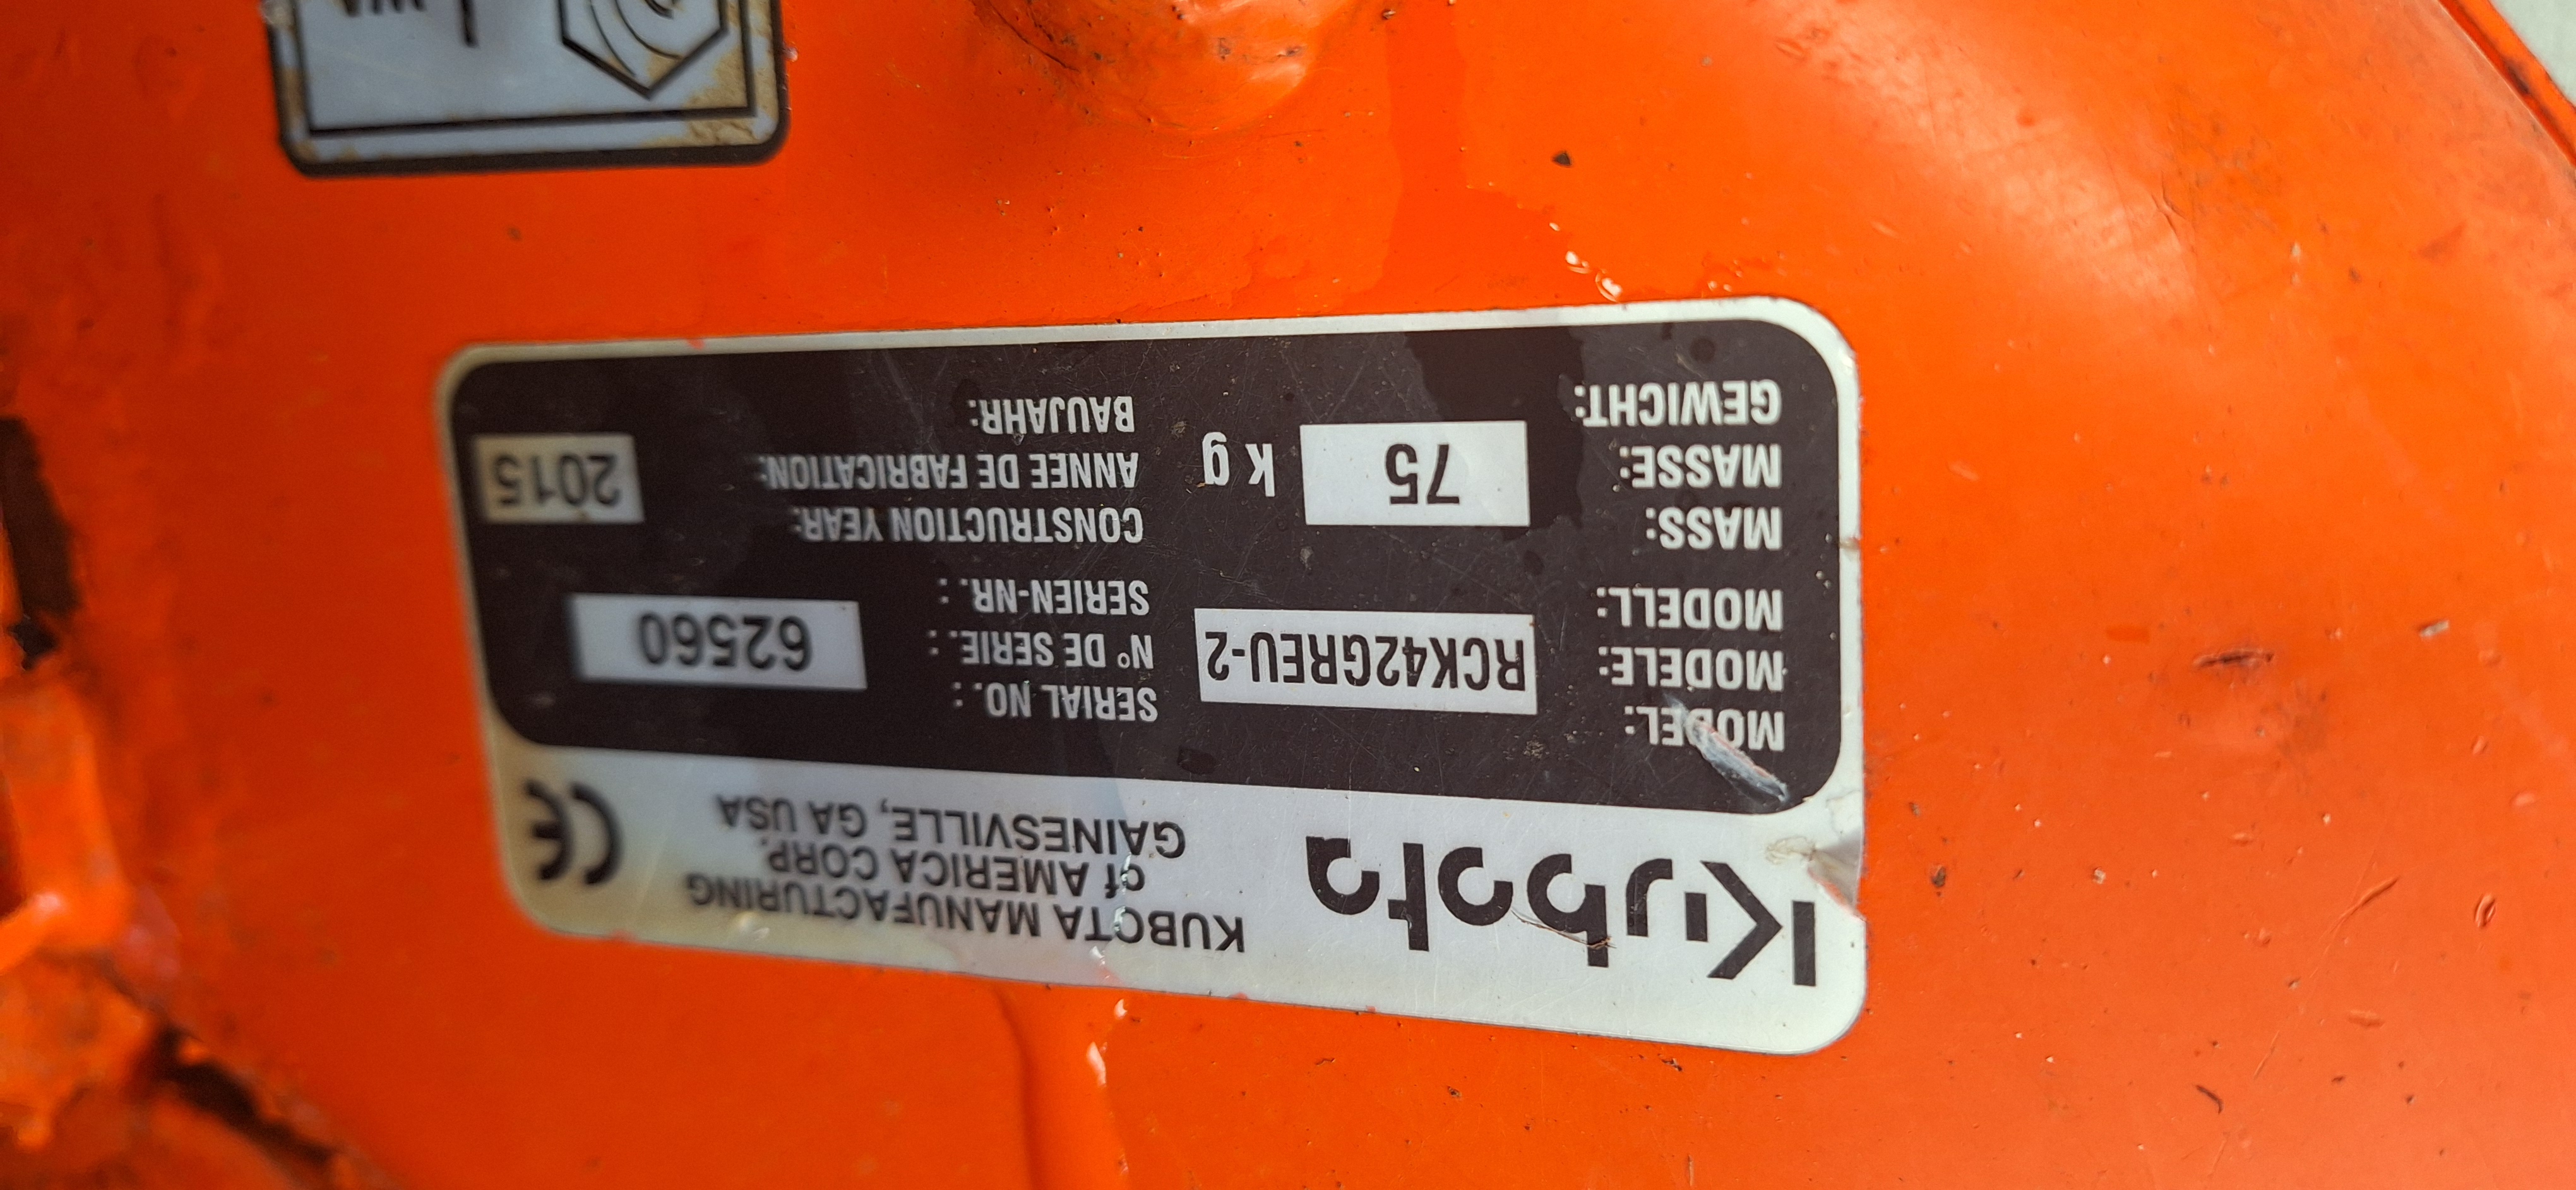 Kubota
KUBOTA MANUFACTURING
of AMERICA CORP.
GAINESVILLE, GA USA
CE
MODEL:
MODELE:
MODELL:
RCK42GREU-2
SERIAL NO. :
N° DE SERIE. :
SERIEN-NR. :
62560
MASS:
MASSE:
GEWICHT:
75
kg
CONSTRUCTION YEAR:
ANNEE DE FABRICATION:
BAUJAHR:
2015